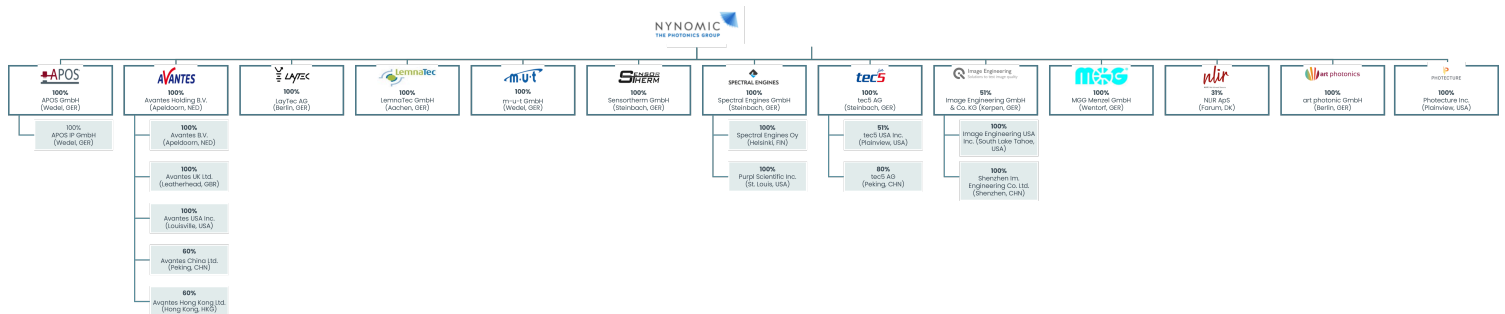 NYNOMIC
THE PHOTONICS GROUP
APOS
100%
APOS GmbH
(Wedel, GER)
100%
APOS IP GmbH
(Wedel, GER)
AVANTES
100%
Avantes Holding B.V.
(Apeldoorn, NED)
100%
Avantes B.V.
(Apeldoorn, NED)
100%
Avantes UK Ltd.
(Leatherhead, GBR)
100%
Avantes USA Inc.
(Louisville, USA)
60%
Avantes China Ltd.
(Peking, CHN)
60%
Avantes Hong Kong Ltd.
(Hong Kong, HKG)
LAYTEC
100%
LayTec AG
(Berlin, GER)
LemnaTec
100%
LemnaTec GmbH
(Aachen, GER)
m·u·t
100%
m-u-t GmbH
(Wedel, GER)
SENSOR
THERM
100%
Sensortherm GmbH
(Steinbach, GER)
SPECTRAL ENGINES
100%
Spectral Engines GmbH
(Steinbach, GER)
100%
Spectral Engines Oy
(Helsinki, FIN)
100%
Purpl Scientific Inc.
(St. Louis, USA)
tec5
100%
tec5 AG
(Steinbach, GER)
51%
tec5 USA Inc.
(Plainview, USA)
80%
tec5 AG
(Peking, CHN)
Image Engineering
Solutions to test image quality
51%
Image Engineering GmbH
& Co. KG (Kerpen, GER)
100%
Image Engineering USA
Inc. (South Lake Tahoe,
USA)
100%
Shenzhen Im.
Engineering Co. Ltd.
(Shenzhen, CHN)
MGG
100%
MGG Menzel GmbH
(Wentorf, GER)
nlir
31%
NLIR ApS
(Farum, DK)
art photonics
100%
art photonic GmbH
(Berlin, GER)
PHOTECTURE
100%
Photecture Inc.
(Plainview, USA)